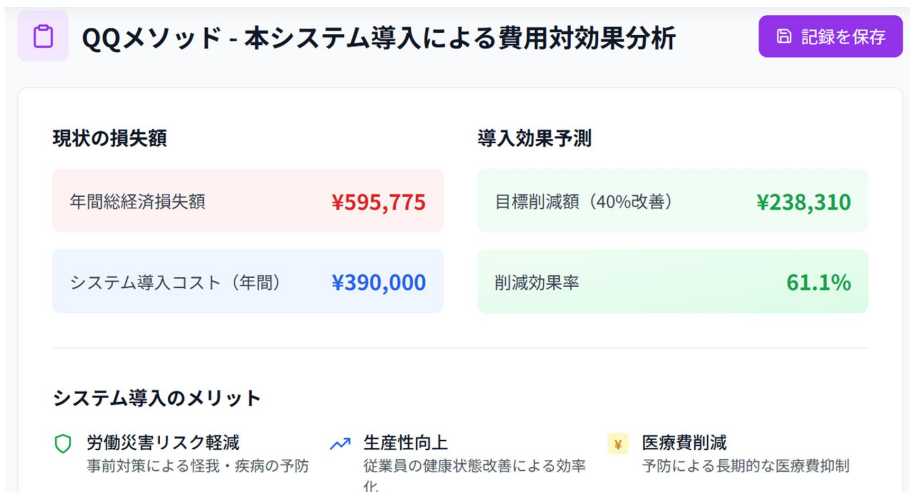 QQメソッド - 本システム導入による費用対効果分析
記録を保存
現状の損失額
年間総経済損失額
¥595,775
システム導入コスト（年間）
¥390,000
導入効果予測
目標削減額（40%改善）
¥238,310
削減効果率
61.1%
システム導入のメリット
労働災害リスク軽減
事前対策による怪我・疾病の予防
生産性向上
従業員の健康状態改善による効率
化
¥
医療費削減
予防による長期的な医療費抑制